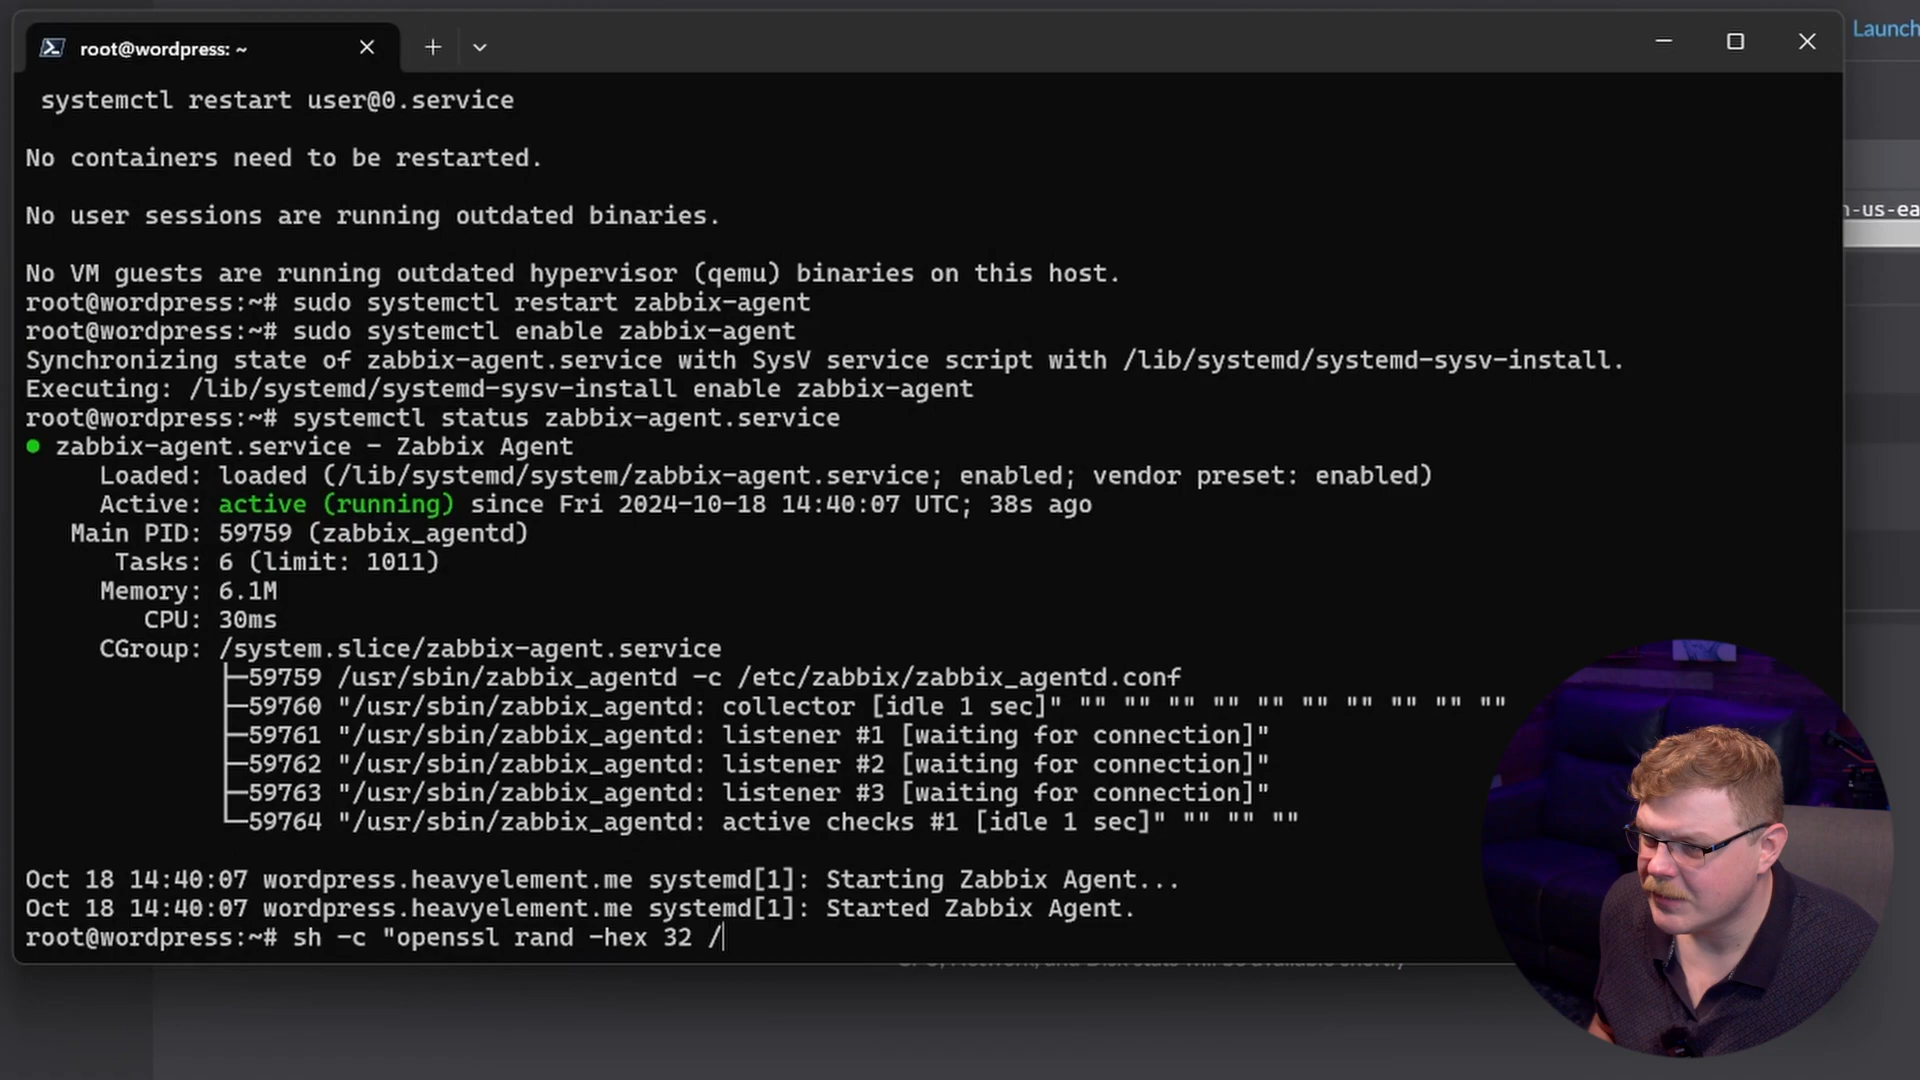 root@wordpress: ~
Launch
systemctl restart user@0.service
No containers need to be restarted.
No user sessions are running outdated binaries.
n-us-ea
No VM guests are running outdated hypervisor (qemu) binaries on this host.
root@wordpress:~# sudo systemctl restart zabbix-agent
root@wordpress:~# sudo systemctl enable zabbix-agent
Synchronizing state of zabbix-agent.service with SysV service script with /lib/systemd/systemd-sysv-install.
Executing: /lib/systemd/systemd-sysv-install enable zabbix-agent
root@wordpress:~# systemctl status zabbix-agent.service
● zabbix-agent.service - Zabbix Agent
Loaded: loaded (/lib/systemd/system/zabbix-agent.service; enabled; vendor preset: enabled)
Active: active (running) since Fri 2024-10-18 14:40:07 UTC; 38s ago
Main PID: 59759 (zabbix_agentd)
Tasks: 6 (limit: 1011)
Memory: 6.1M
CPU: 30ms
CGroup: /system.slice/zabbix-agent.service
├─59759 /usr/sbin/zabbix_agentd -c /etc/zabbix/zabbix_agentd.conf
├─59760 "/usr/sbin/zabbix_agentd: collector [idle 1 sec]" "" "" "" "" "" "" "" "" "" ""
├─59761 "/usr/sbin/zabbix_agentd: listener #1 [waiting for connection]"
├─59762 "/usr/sbin/zabbix_agentd: listener #2 [waiting for connection]"
├─59763 "/usr/sbin/zabbix_agentd: listener #3 [waiting for connection]"
└─59764 "/usr/sbin/zabbix_agentd: active checks #1 [idle 1 sec]" "" "" ""
Oct 18 14:40:07 wordpress.heavyelement.me systemd[1]: Starting Zabbix Agent...
Oct 18 14:40:07 wordpress.heavyelement.me systemd[1]: Started Zabbix Agent.
root@wordpress:~# sh -c "openssl rand -hex 32 /